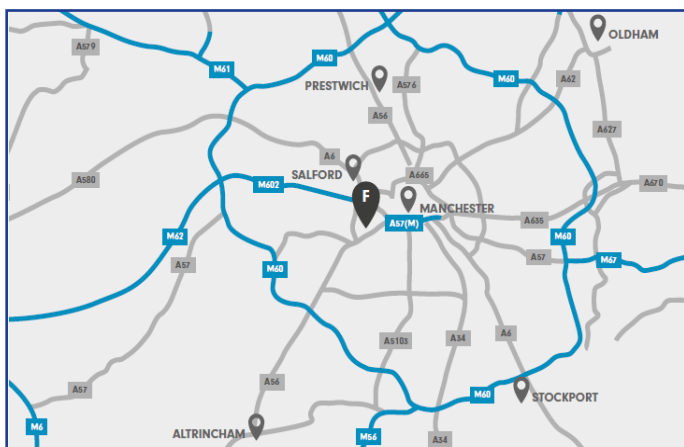 OLDHAM
A579
M60
M61
M60
PRESTWICH
A576
A62
A56
A627
A6
SALFORD
A665
A580
M602
A670
F
MANCHESTER
A635
A57(M)
M62
M60
A57
A57
M67
M60
A5103
A34
A6
A56
A57
M60
STOCKPORT
M6
ALTRINCHAM
M56
A34